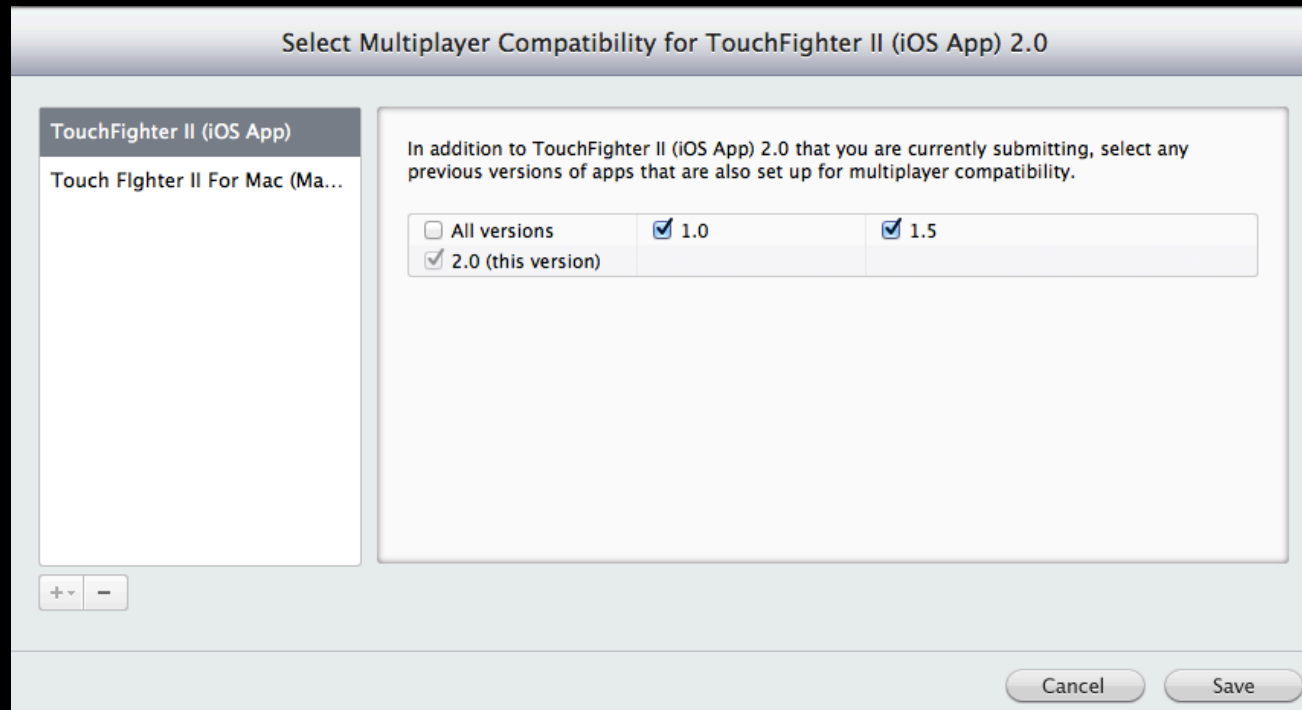 Select Multiplayer Compatibility for TouchFighter II (iOS App) 2.0
TouchFighter II (iOS App)
Touch FIghter II For Mac (Ma...
In addition to TouchFighter II (iOS App) 2.0 that you are currently submitting, select any
previous versions of apps that are also set up for multiplayer compatibility.
All versions 1.0 1.5
2.0 (this version)
Cancel Save